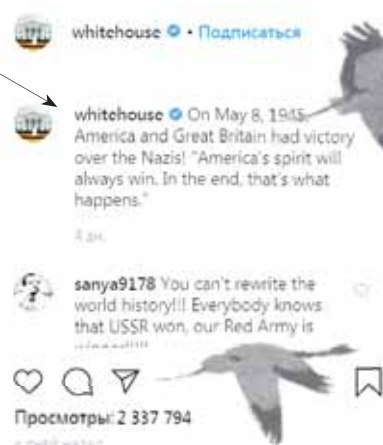 whitehouse • Подписаться
whitehouse On May 8, 1945,
America and Great Britain had victory
over the Nazis! "America's spirit will
always win. In the end, that's what
happens."
4 дн.
sanya9178 You can't rewrite the
world history!!! Everybody knows
that USSR won, our Red Army is
Просмотры: 2 337 794